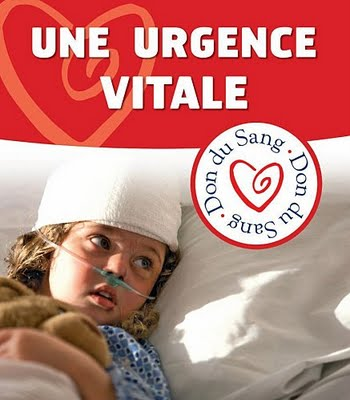 UNE URGENCE
VITALE
Don du Sang · Don du Sang ·